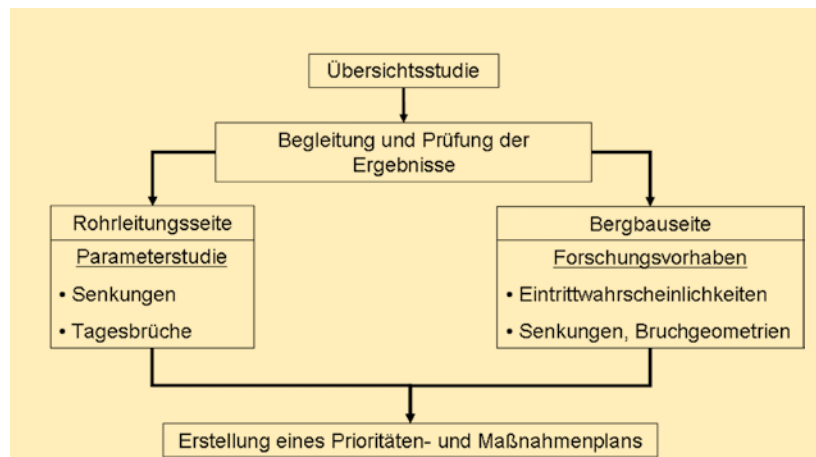 Übersichtsstudie
Begleitung und Prüfung der
Ergebnisse
Rohrleitungsseite
Parameterstudie
• Senkungen
• Tagesbrüche
Bergbauseite
Forschungsvorhaben
• Eintrittwahrscheinlichkeiten
• Senkungen, Bruchgeometrien
Erstellung eines Prioritäten- und Maßnahmenplans